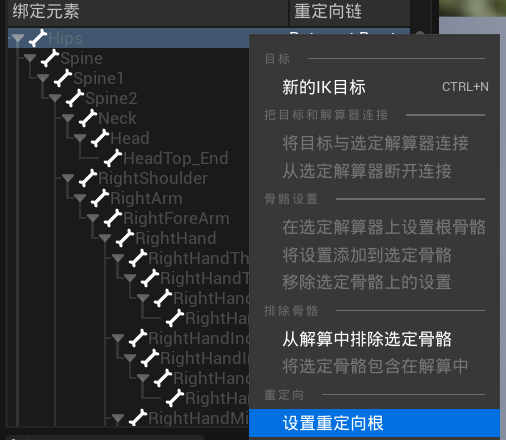 绑定元素 重定向链
Hips
Spine
Spine1
Spine2
Neck
Head
HeadTop_End
RightShoulder
RightArm
RightForeArm
RightHand
RightHandTh
RightHandT
RightHand
RightHa
RightHandInd
RightHandIn
RightHand
RightHa
RightHandMi
目标
新的IK目标 CTRL+N
把目标和解算器连接
将目标与选定解算器连接
从选定解算器断开连接
骨骼设置
在选定解算器上设置根骨骼
将设置添加到选定骨骼
移除选定骨骼上的设置
排除骨骼
从解算中排除选定骨骼
将选定骨骼包含在解算中
重定向
设置重定向根